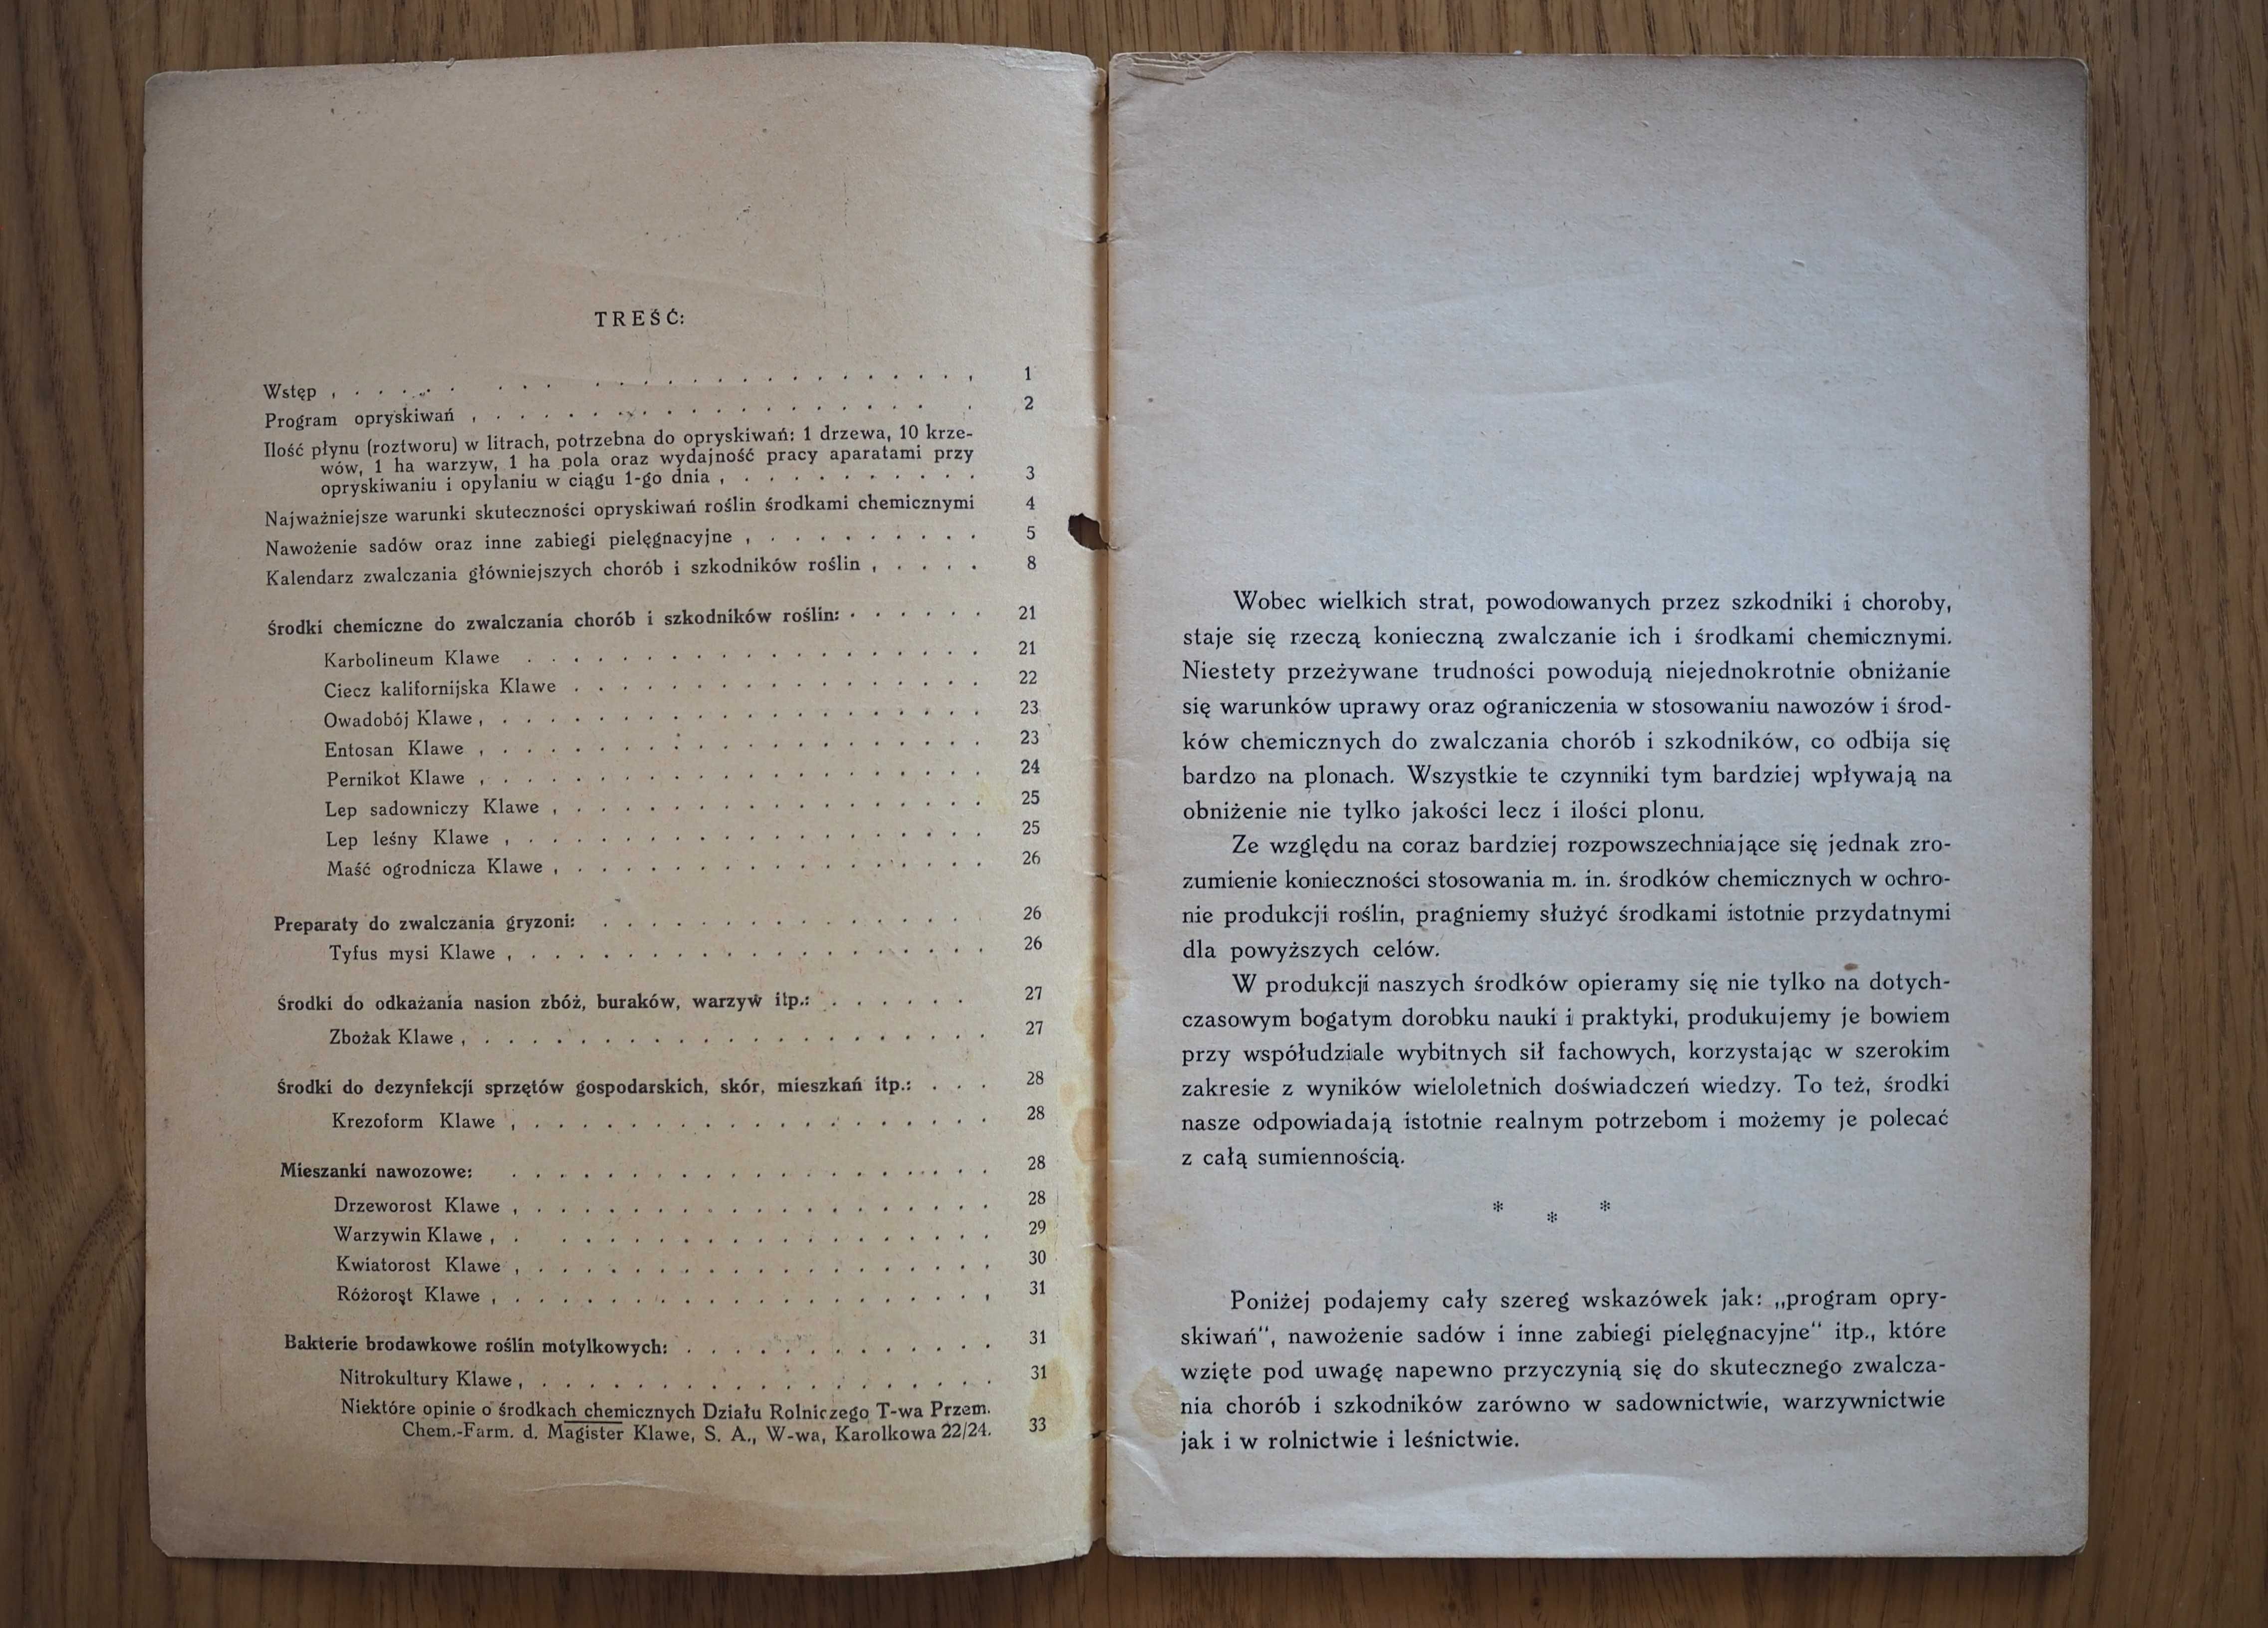 TREŚĆ:
Wstęp 1
Program opryskiwań 2
Ilość płynu (roztworu) w litrach, potrzebna do opryskiwań: 1 drzewa, 10 krze-
wów, 1 ha warzyw, 1 ha pola oraz wydajność pracy aparatami przy
opryskiwaniu i opylaniu w ciągu 1-go dnia 3
Najważniejsze warunki skuteczności opryskiwań roślin środkami chemicznymi 4
Nawożenie sadów oraz inne zabiegi pielęgnacyjne 5
Kalendarz zwalczania główniejszych chorób i szkodników roślin 8
Środki chemiczne do zwalczania chorób i szkodników roślin: 21
Karbolineum Klawe 21
Ciecz kalifornijska Klawe 22
Owadobój Klawe 23
Entosan Klawe 23
Pernikot Klawe 24
Lep sadowniczy Klawe 25
Lep leśny Klawe 25
Maść ogrodnicza Klawe 26
Preparaty do zwalczania gryzoni: 26
Tyfus mysi Klawe 26
Środki do odkażania nasion zbóż, buraków, warzyw itp.: 27
Zbożak Klawe 27
Środki do dezynfekcji sprzętów gospodarskich, skór, mieszkań itp.: 28
Krezoform Klawe 28
Mieszanki nawozowe: 28
Drzeworost Klawe 28
Warzywin Klawe 29
Kwiatorost Klawe 30
Różorost Klawe 31
Bakterie brodawkowe roślin motylkowych: 31
Nitrokultury Klawe 31
Niektóre opinie o środkach chemicznych Działu Rolniczego T-wa Przem.
Chem.-Farm. d. Magister Klawe, S. A., W-wa, Karolkowa 22/24. 33
Wobec wielkich strat, powodowanych przez szkodniki i choroby,
staje się rzeczą konieczną zwalczanie ich i środkami chemicznymi.
Niestety przeżywane trudności powodują niejednokrotnie obniżanie
się warunków uprawy oraz ograniczenia w stosowaniu nawozów i środ-
ków chemicznych do zwalczania chorób i szkodników, co odbija się
bardzo na plonach. Wszystkie te czynniki tym bardziej wpływają na
obniżenie nie tylko jakości lecz i ilości plonu.
Ze względu na coraz bardziej rozpowszechniające się jednak zro-
zumienie konieczności stosowania m. in. środków chemicznych w ochro-
nie produkcji roślin, pragniemy służyć środkami istotnie przydatnymi
dla powyższych celów.
W produkcji naszych środków opieramy się nie tylko na dotych-
czasowym bogatym dorobku nauki i praktyki, produkujemy je bowiem
przy współudziale wybitnych sił fachowych, korzystając w szerokim
zakresie z wyników wieloletnich doświadczeń wiedzy. To też, środki
nasze odpowiadają istotnie realnym potrzebom i możemy je polecać
z całą sumiennością.
* * *
Poniżej podajemy cały szereg wskazówek jak: „program opry-
skiwań", nawożenie sadów i inne zabiegi pielęgnacyjne" itp., które
wzięte pod uwagę napewno przyczynią się do skutecznego zwalcza-
nia chorób i szkodników zarówno w sadownictwie, warzywnictwie
jak i w rolnictwie i leśnictwie.